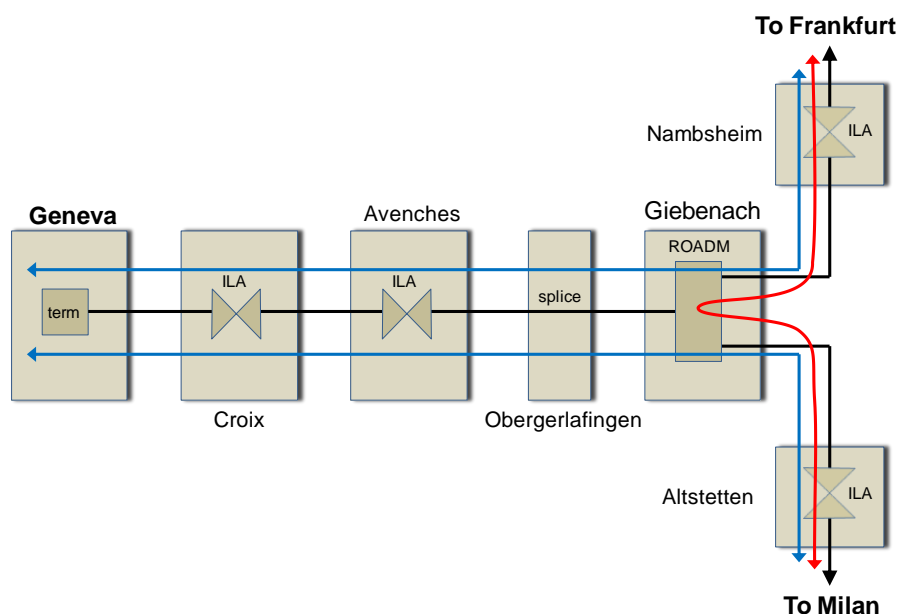 To Frankfurt
Nambsheim
ILA
Geneva
Avenches
Giebenach
ROADM
ILA
ILA
splice
term
Croix
Obergerlafingen
Altstetten
ILA
To Milan